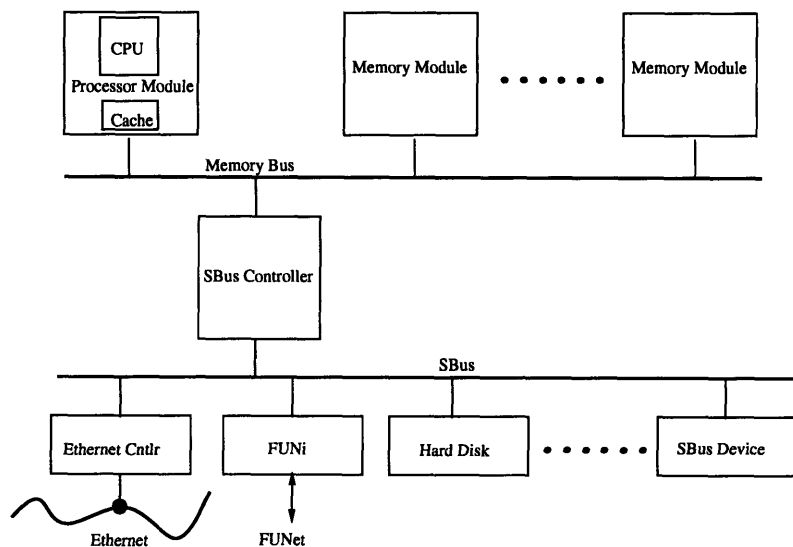 CPU
Processor Module
Cache
Memory Module
Memory Module
Memory Bus
SBus Controller
SBus
Ethernet Cntlr
FUNi
Hard Disk
SBus Device
Ethernet
FUNet